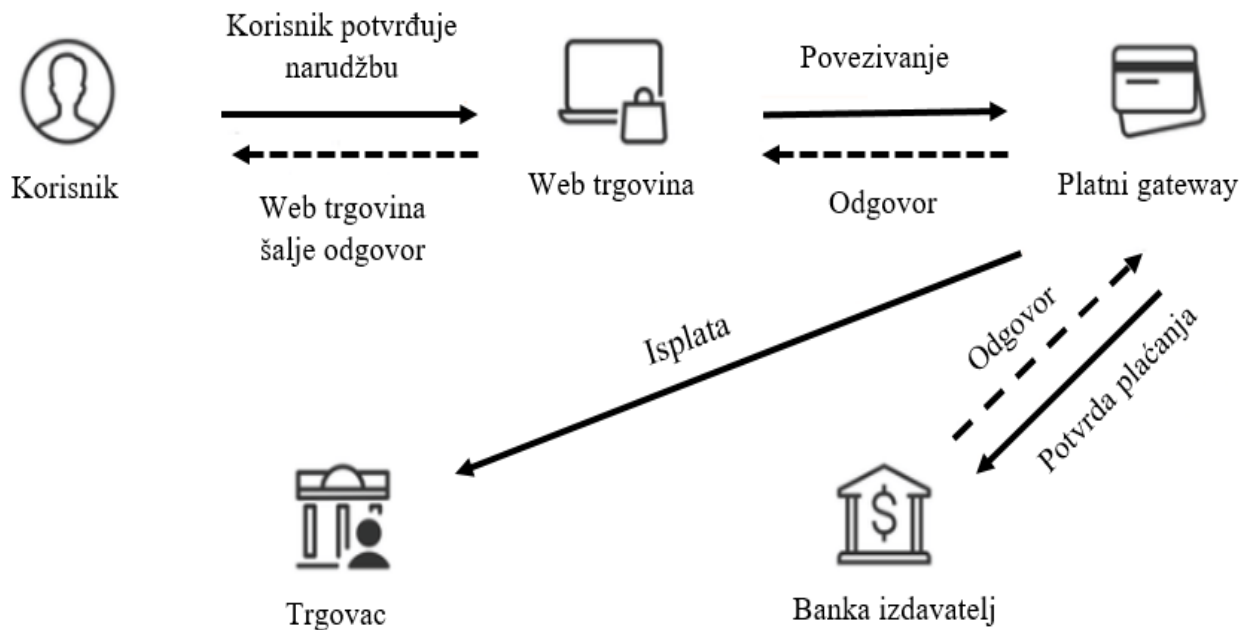 Korisnik potvrđuje
narudžbu
Povezivanje
Korisnik
Web trgovina
Platni gateway
Web trgovina
šalje odgovor
Odgovor
Isplata
Odgovor
Potvrda plaćanja
Trgovac
Banka izdavatelj